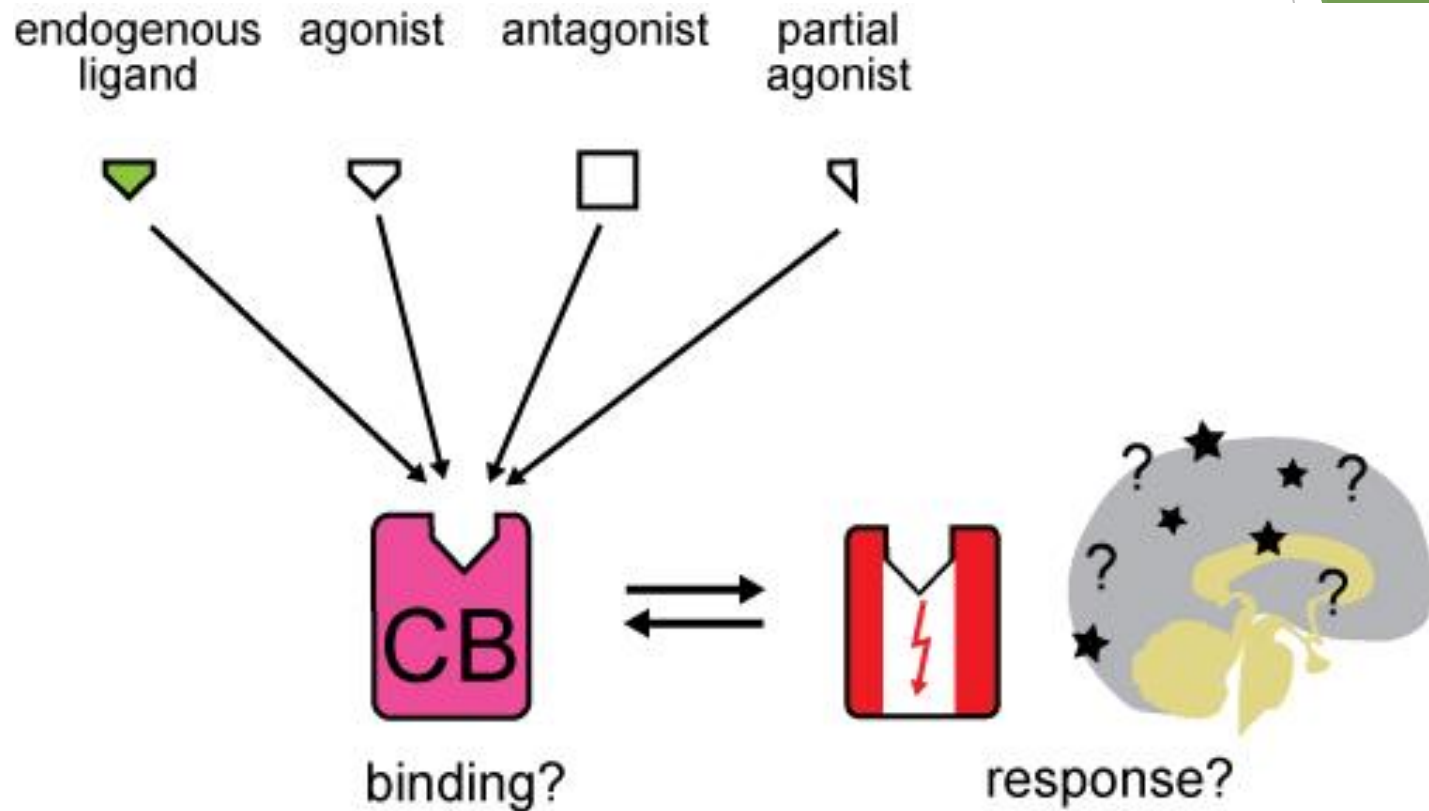 endogenous ligand
agonist
antagonist
partial agonist
CB
?
?
?
?
binding?
response?